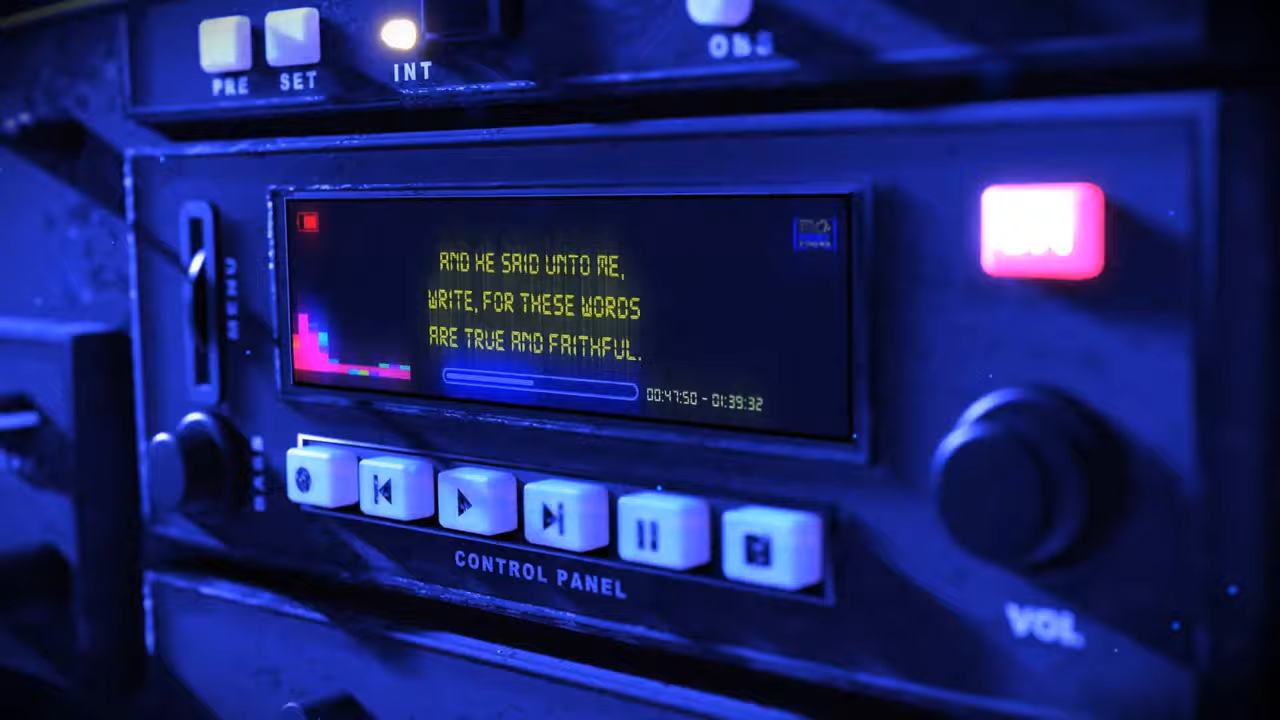 PRE
SET
INT
MENU
AND HE SAID UNTO ME,
WRITE, FOR THESE WORDS
ARE TRUE AND FAITHFUL.
00:47:50 - 01:39:32
CONTROL PANEL
VOL